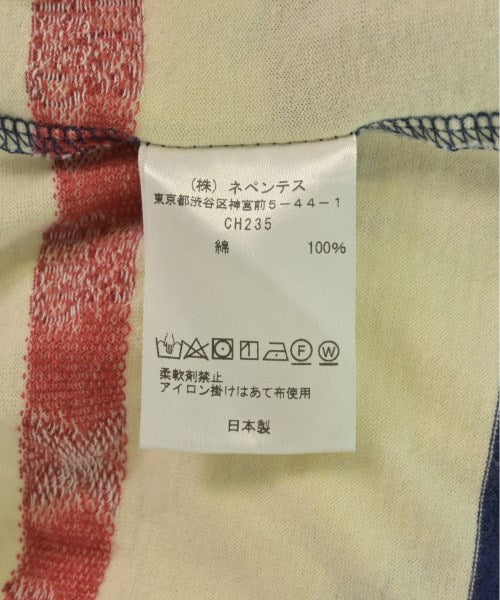 (株) ネペンテス
東京都渋谷区神宮前5-44-1
CH235
綿 100%
F W
柔軟剤禁止
アイロン掛けはあて布使用
日本製